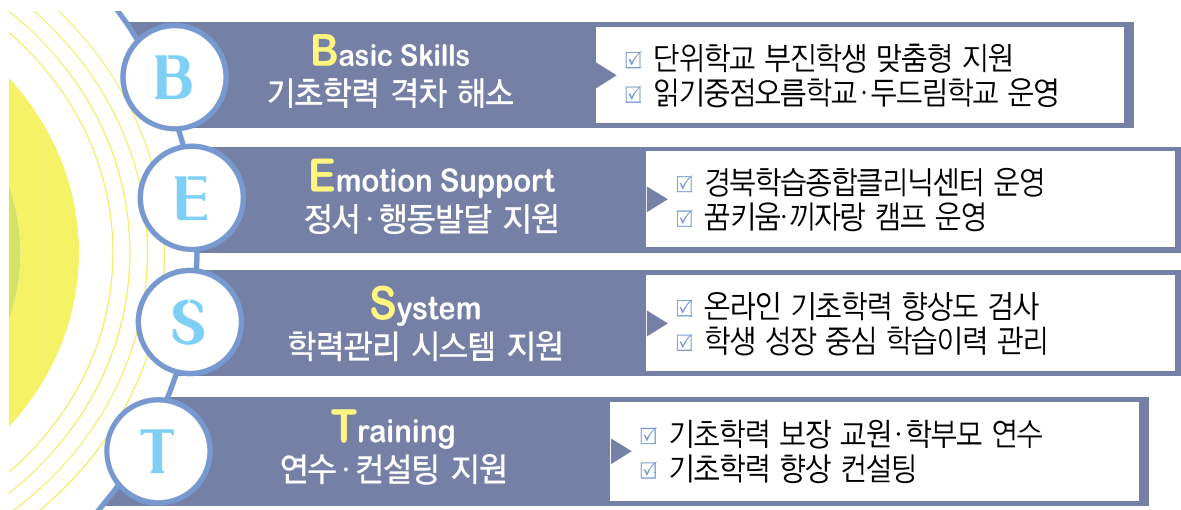 B
Basic Skills
기초학력 격차 해소
☑ 단위학교 부진학생 맞춤형 지원
☑ 읽기중점오름학교·두드림학교 운영
E
Emotion Support
정서·행동발달 지원
☑ 경북학습종합클리닉센터 운영
☑ 꿈키움·끼자랑 캠프 운영
S
System
학력관리 시스템 지원
☑ 온라인 기초학력 향상도 검사
☑ 학생 성장 중심 학습이력 관리
T
Training
연수·컨설팅 지원
☑ 기초학력 보장 교원·학부모 연수
☑ 기초학력 향상 컨설팅